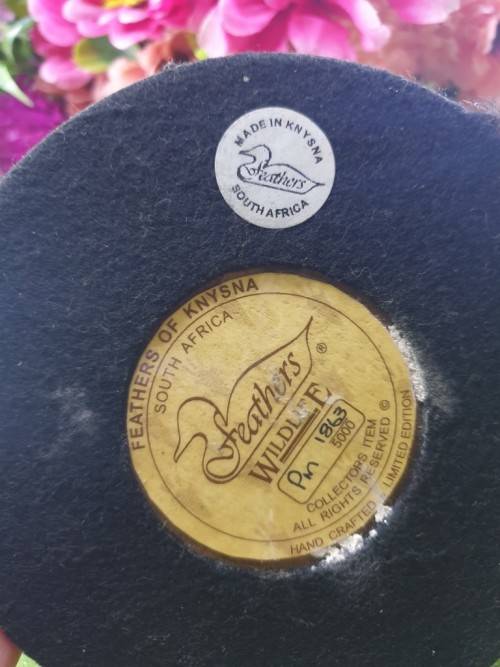 MADE IN KNYSNA
Feathers
SOUTH AFRICA
FEATHERS OF KNYSNA
SOUTH AFRICA
Feathers ®
WILDLIFE
Pin 1863
5000
COLLECTORS ITEM
ALL RIGHTS RESERVED ©
HAND CRAFTED LIMITED EDITION